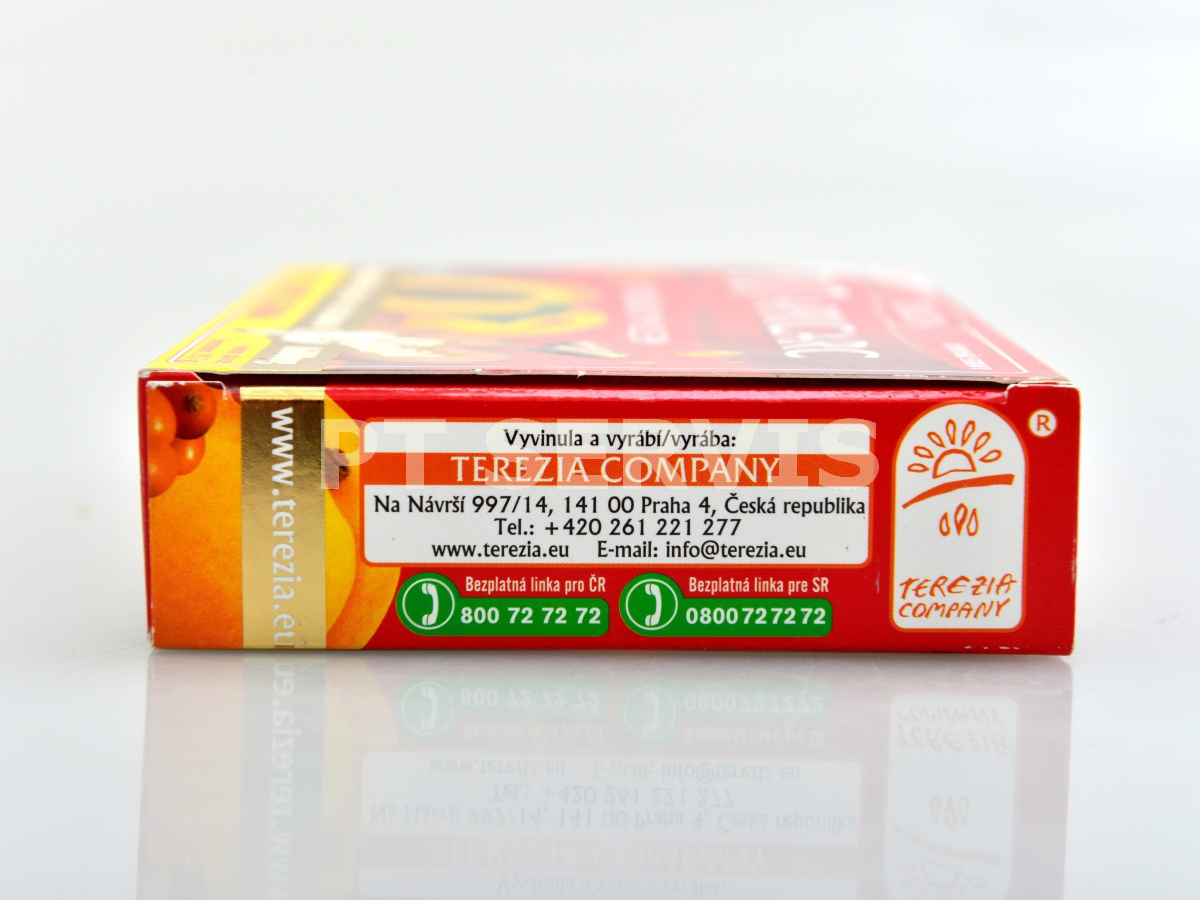 www.terezia.eu
PT SERVIS
Vyvinula a vyrábí/vyrába:
TEREZIA COMPANY
Na Návrší 997/14, 141 00 Praha 4, Česká republika
Tel.: +420 261 221 277
www.terezia.eu E-mail: info@terezia.eu
Bezplatná linka pro ČR
800 72 72 72
Bezplatná linka pre SR
0800727272
®
TEREZIA
COMPANY